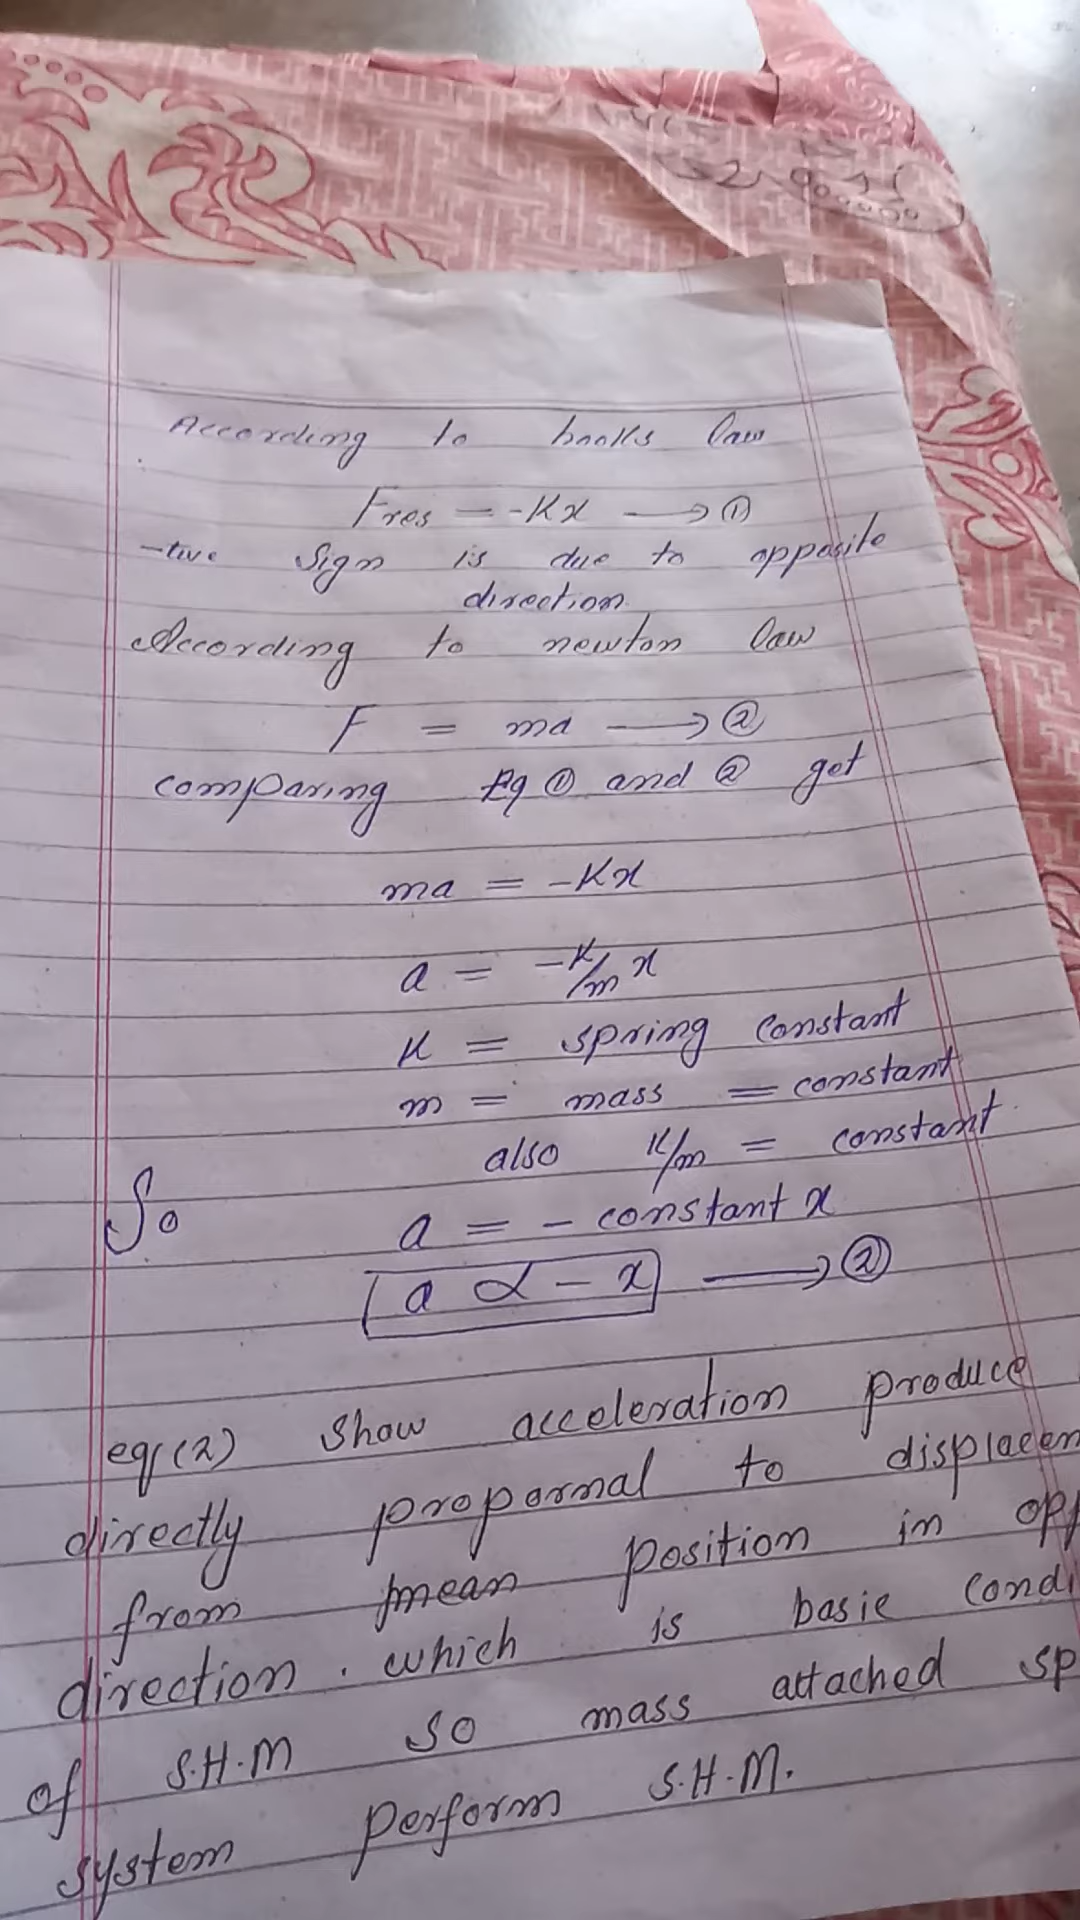 According to hooks law
Fres = -Kx → ①
-tive sign is due to opposite
direction.
According to newton law
F = ma → ②
comparing Eq ① and ② get
ma = -Kx
a = -K/m x
K = spring constant
m = mass = constant
also K/m = constant
So a = - constant x
a ∝ - x → ②
eq(2) show acceleration produce
directly propornal to displacem
from mean position in opp
direction. which is basic condi
of S.H.M so mass attached sp
system perform S.H.M.